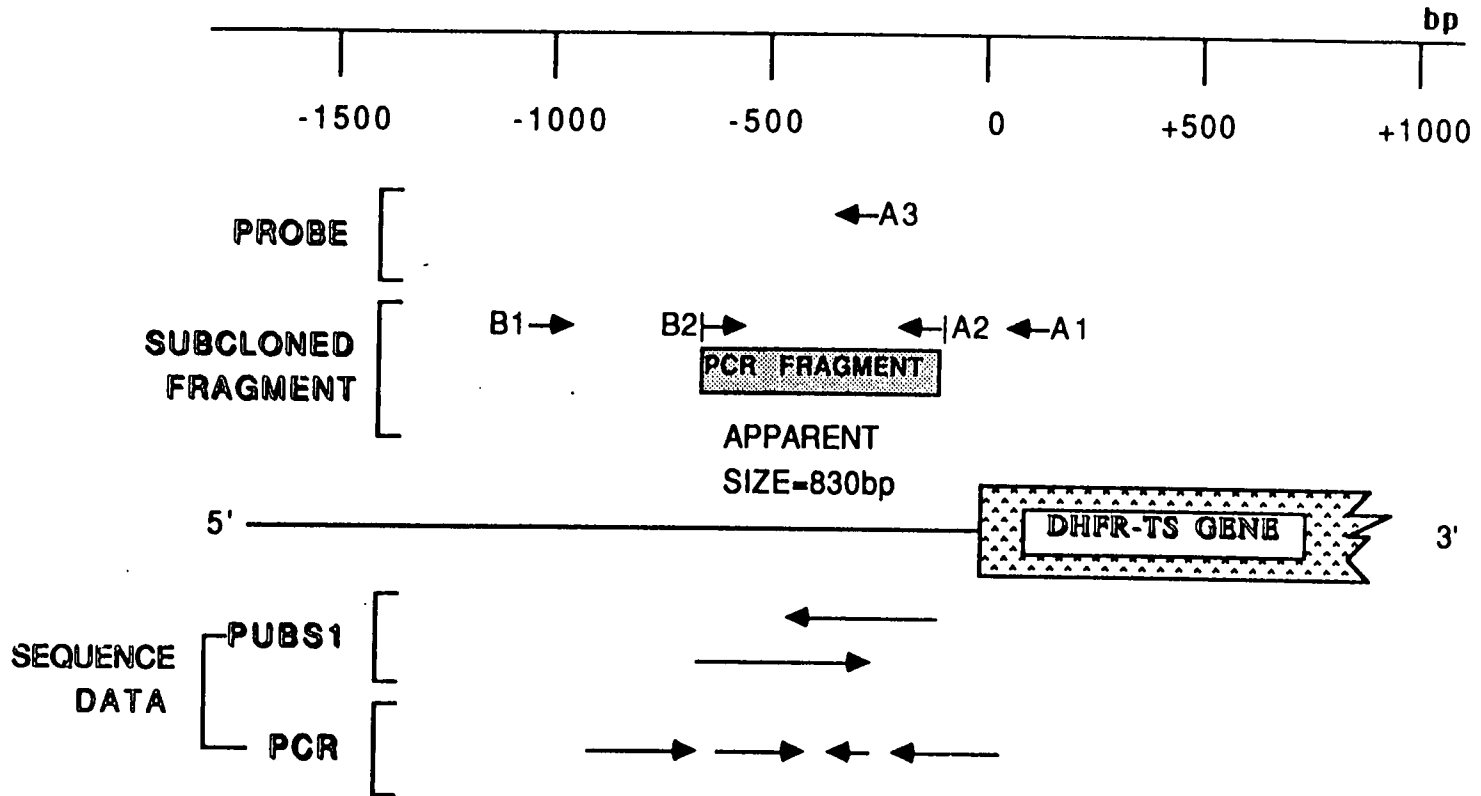 bp
-1500 -1000 -500 0 +500 +1000
PROBE
A3
B1 B2 A2 A1
SUBCLONED
FRAGMENT
PCR FRAGMENT
APPARENT
SIZE=830bp
5' DHFR-TS GENE 3'
PUBS1
SEQUENCE
DATA
PCR